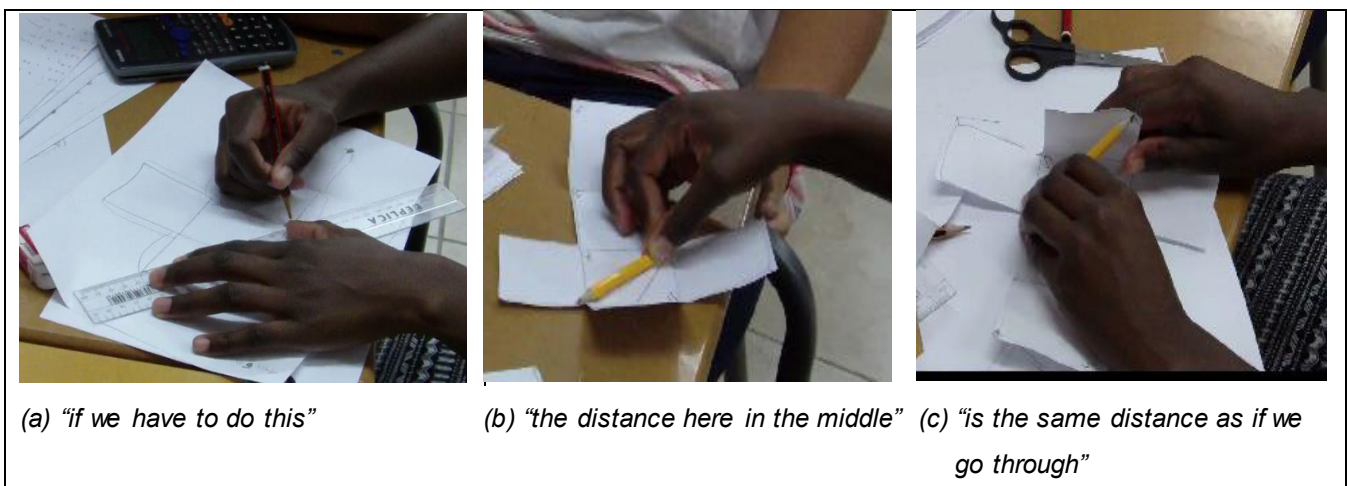 REPLICA
(a) “if we have to do this”
(b) “the distance here in the middle”
(c) “is the same distance as if we
go through”